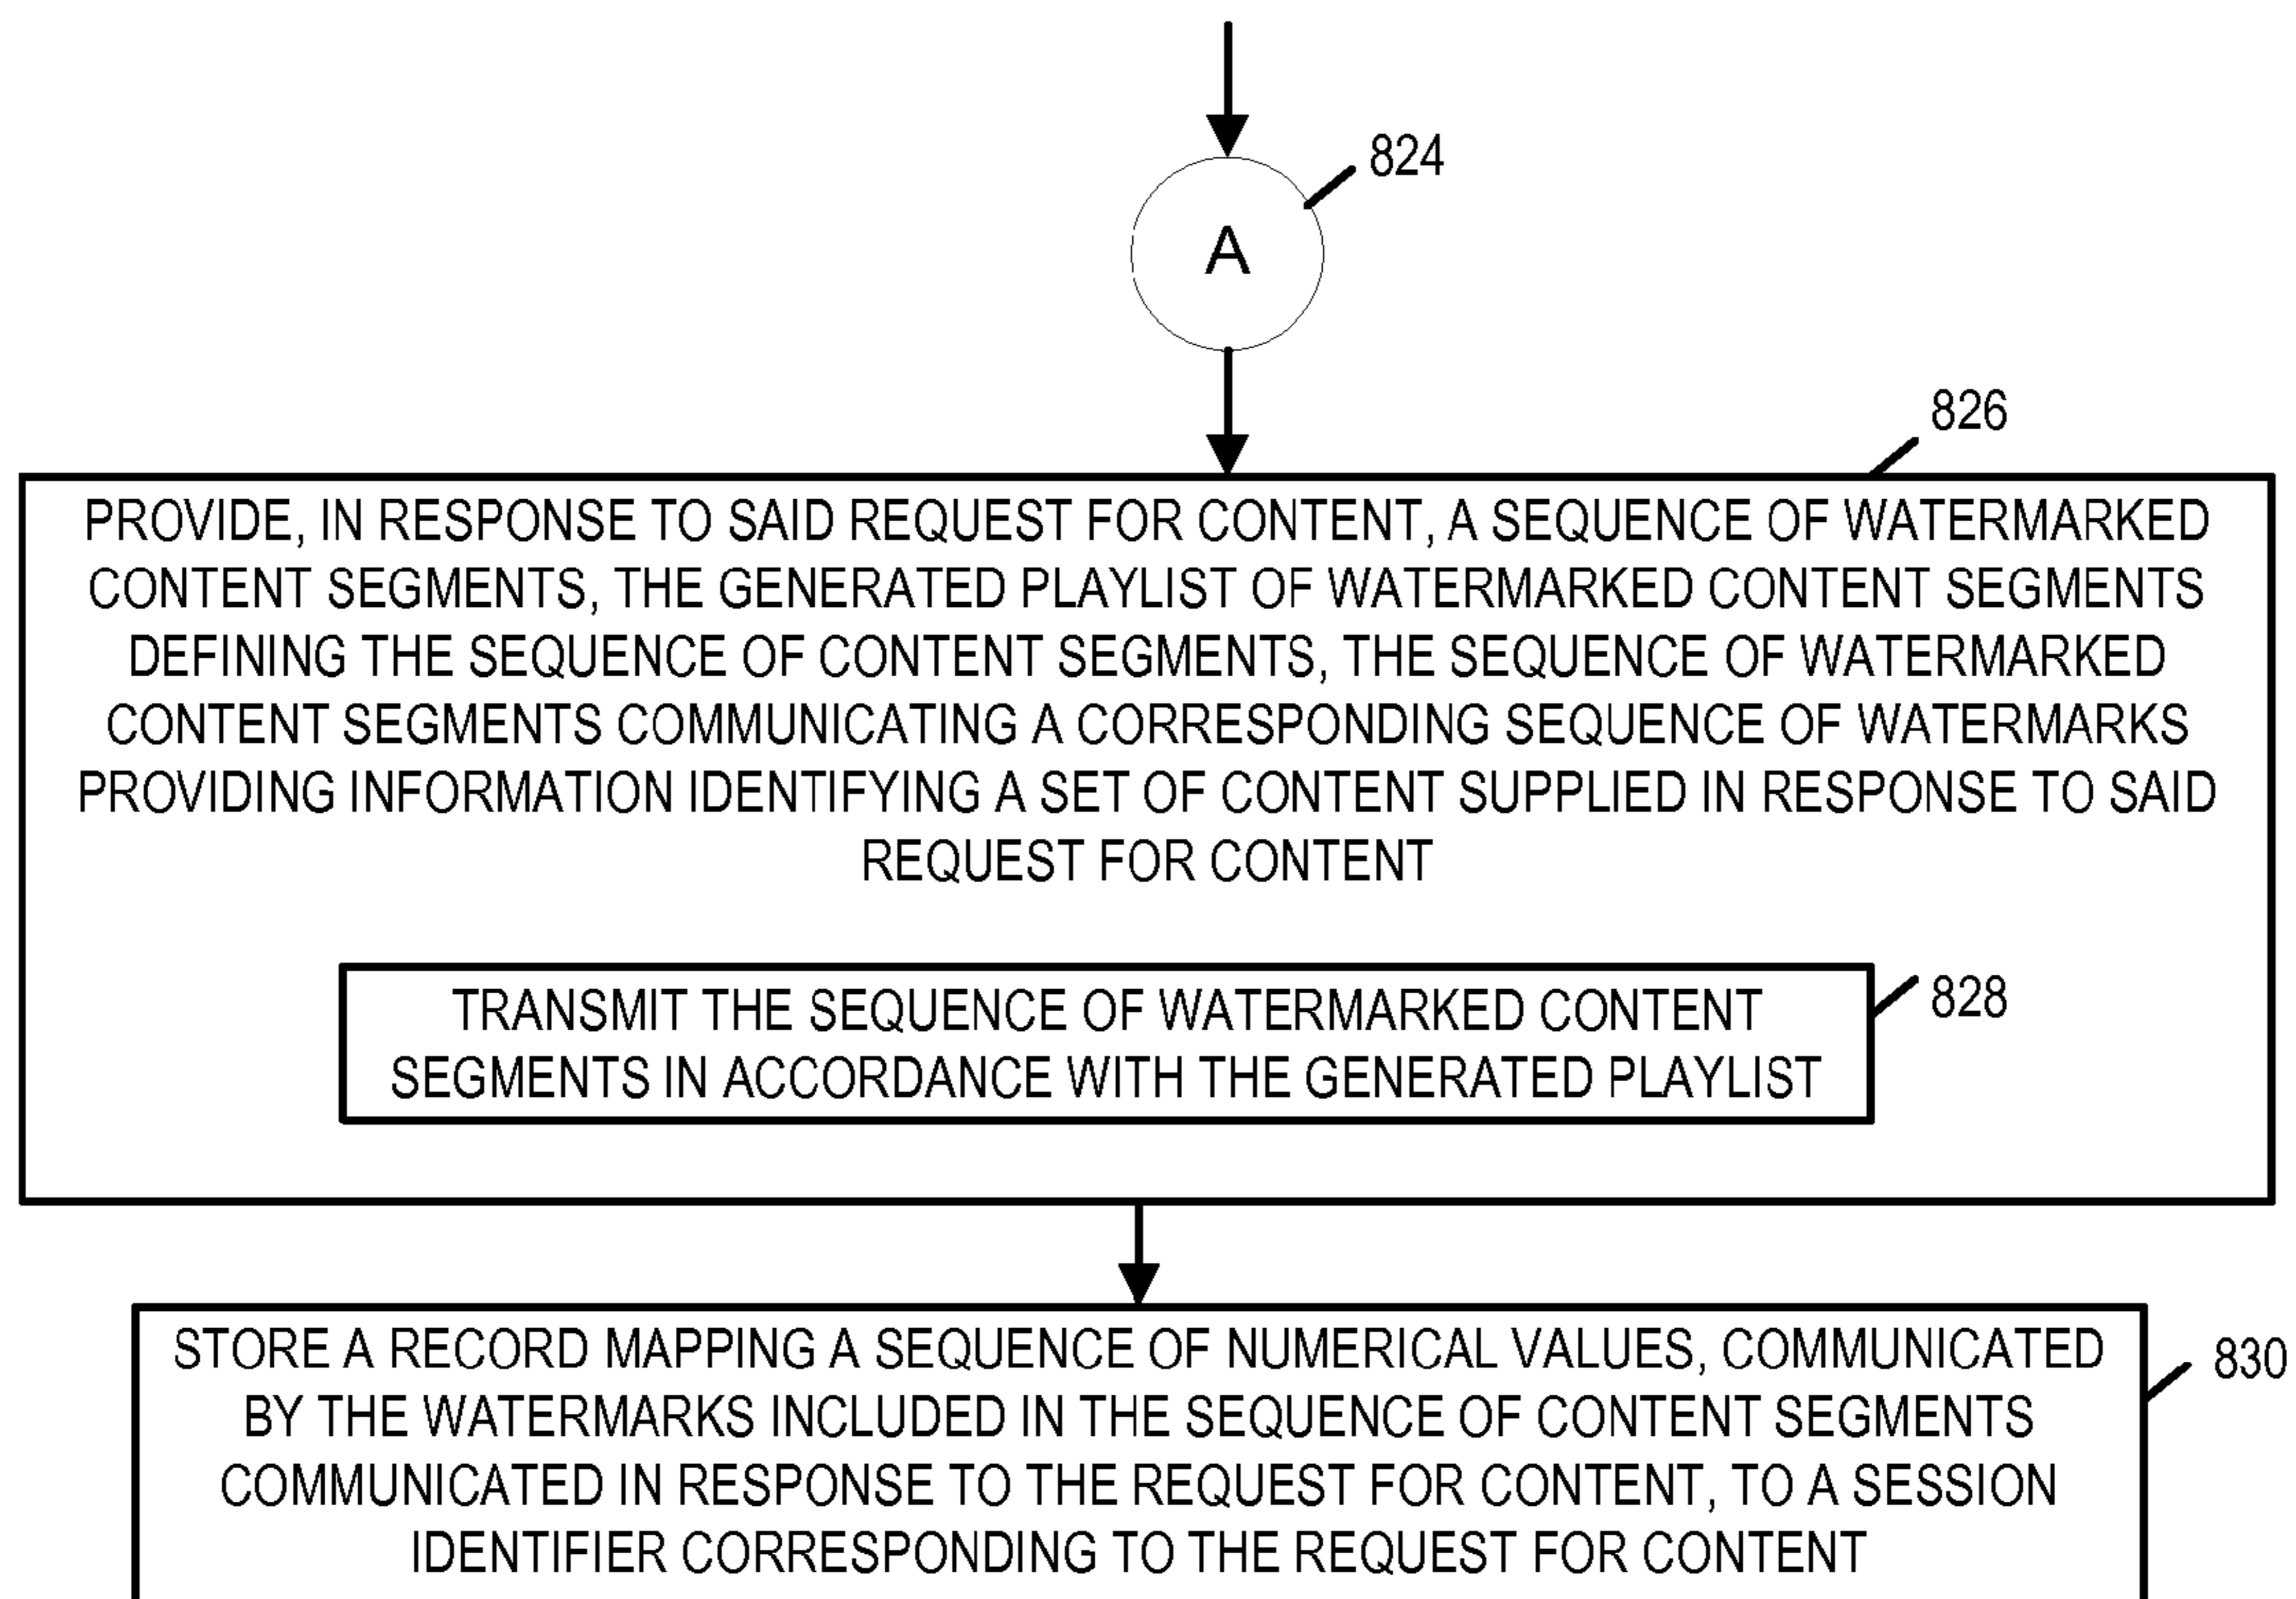 824
A
826
PROVIDE, IN RESPONSE TO SAID REQUEST FOR CONTENT, A SEQUENCE OF WATERMARKED
CONTENT SEGMENTS, THE GENERATED PLAYLIST OF WATERMARKED CONTENT SEGMENTS
DEFINING THE SEQUENCE OF CONTENT SEGMENTS, THE SEQUENCE OF WATERMARKED
CONTENT SEGMENTS COMMUNICATING A CORRESPONDING SEQUENCE OF WATERMARKS
PROVIDING INFORMATION IDENTIFYING A SET OF CONTENT SUPPLIED IN RESPONSE TO SAID
REQUEST FOR CONTENT
TRANSMIT THE SEQUENCE OF WATERMARKED CONTENT
SEGMENTS IN ACCORDANCE WITH THE GENERATED PLAYLIST
828
STORE A RECORD MAPPING A SEQUENCE OF NUMERICAL VALUES, COMMUNICATED
BY THE WATERMARKS INCLUDED IN THE SEQUENCE OF CONTENT SEGMENTS
COMMUNICATED IN RESPONSE TO THE REQUEST FOR CONTENT, TO A SESSION
IDENTIFIER CORRESPONDING TO THE REQUEST FOR CONTENT
830